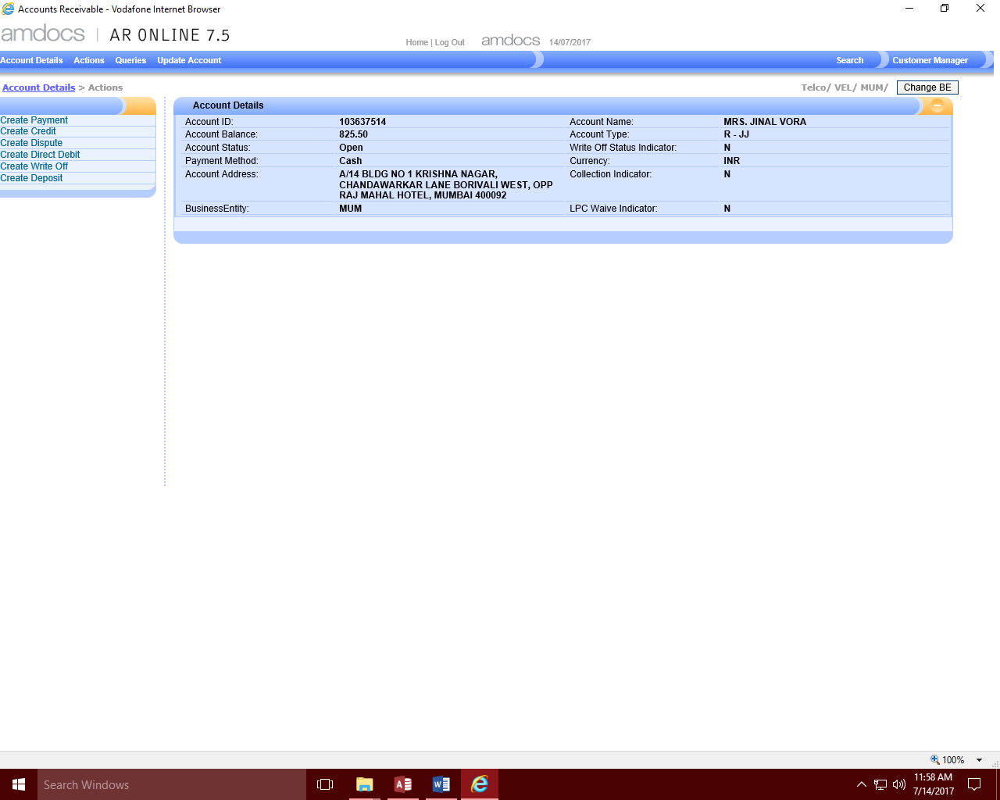 Accounts Receivable - Vodafone Internet Browser
amdocs | AR ONLINE 7.5
Home | Log Out amdocs 14/07/2017
Account Details Actions Queries Update Account Search Customer Manager
Account Details > Actions
Telco/ VEL/ MUM/ Change BE
Create Payment
Create Credit
Create Dispute
Create Direct Debit
Create Write Off
Create Deposit
Account Details
Account ID: 103637514 Account Name: MRS. JINAL VORA
Account Balance: 825.50 Account Type: R - JJ
Account Status: Open Write Off Status Indicator: N
Payment Method: Cash Currency: INR
Account Address: A/14 BLDG NO 1 KRISHNA NAGAR, Collection Indicator: N
CHANDAWARKAR LANE BORIVALI WEST, OPP
RAJ MAHAL HOTEL, MUMBAI 400092
BusinessEntity: MUM LPC Waive Indicator: N
100%
Search Windows
11:58 AM
7/14/2017